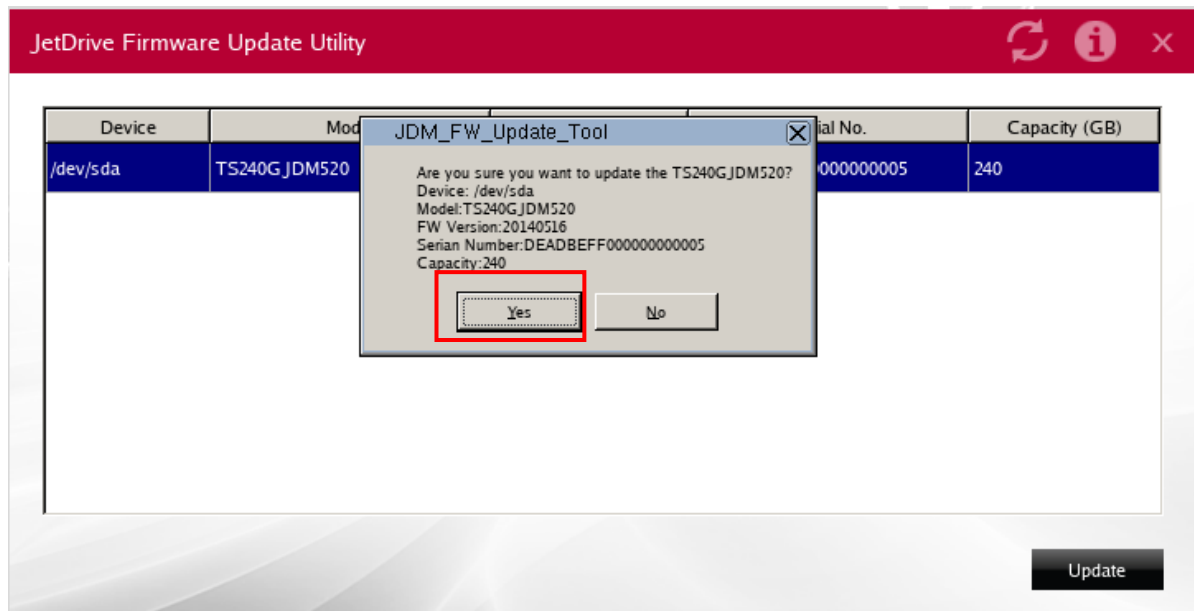 JetDrive Firmware Update Utility
Device Mod ial No. Capacity (GB)
JDM_FW_Update_Tool
/dev/sda TS240GJDM520 000000005 240
Are you sure you want to update the TS240GJDM520?
Device: /dev/sda
Model:TS240GJDM520
FW Version:20140516
Serian Number:DEADBEFF000000000005
Capacity:240
Yes No
Update